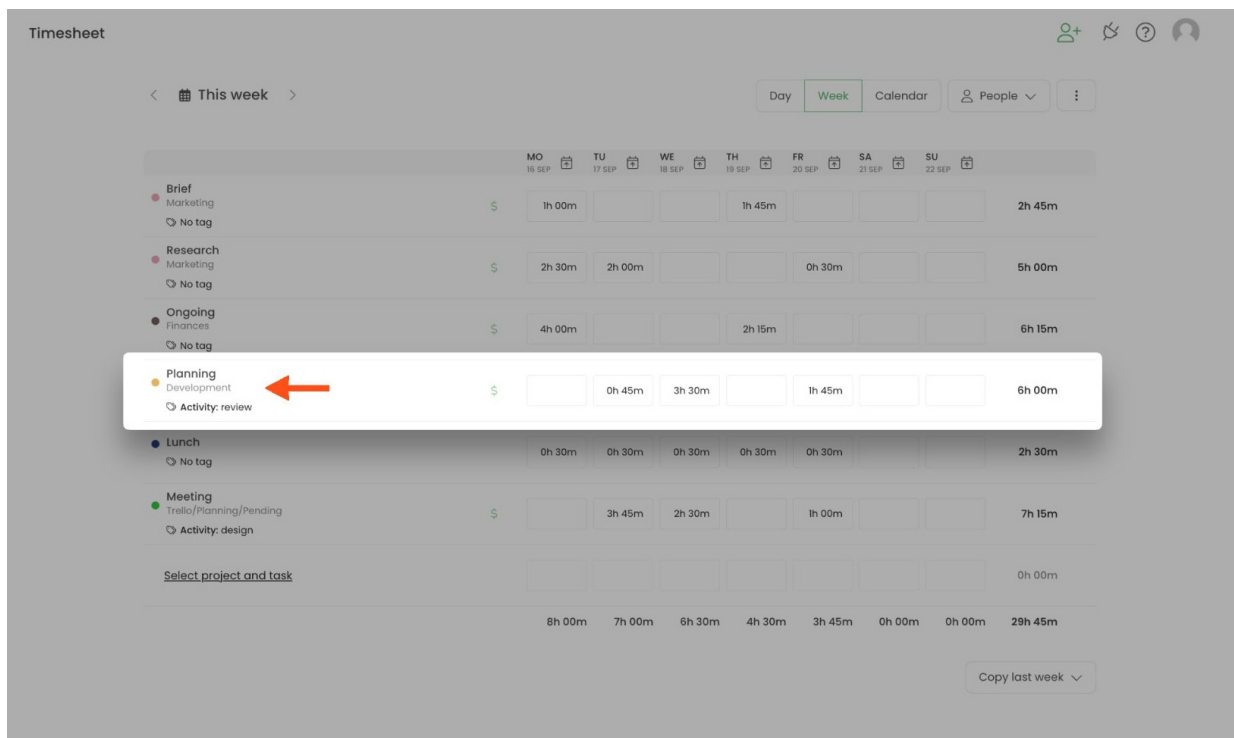 Timesheet
This week
Day Week Calendar People
MO TU WE TH FR SA SU
16 SEP 17 SEP 18 SEP 19 SEP 20 SEP 21 SEP 22 SEP
Brief
Marketing
$ 1h 00m 1h 45m 2h 45m
No tag
Research
Marketing
$ 2h 30m 2h 00m 0h 30m 5h 00m
No tag
Ongoing
Finances
$ 4h 00m 2h 15m 6h 15m
No tag
Planning
Development
$ 0h 45m 3h 30m 1h 45m 6h 00m
Activity: review
Lunch
0h 30m 0h 30m 0h 30m 0h 30m 0h 30m 2h 30m
No tag
Meeting
Trello/Planning/Pending
$ 3h 45m 2h 30m 1h 00m 7h 15m
Activity: design
Select project and task 0h 00m
8h 00m 7h 00m 6h 30m 4h 30m 3h 45m 0h 00m 0h 00m 29h 45m
Copy last week